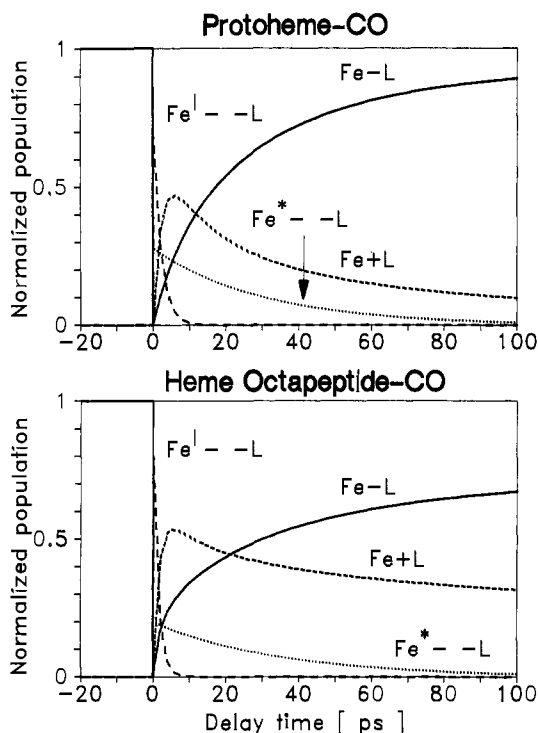 Protoheme-CO
Normalized population
1
0.5
0
Fe-L
Fe| - -L
Fe*- -L
Fe+L
-20 0 20 40 60 80 100
Heme Octapeptide-CO
Normalized population
1
0.5
0
Fe| - -L
Fe-L
Fe+L
Fe*- -L
-20 0 20 40 60 80 100
Delay time [ ps ]